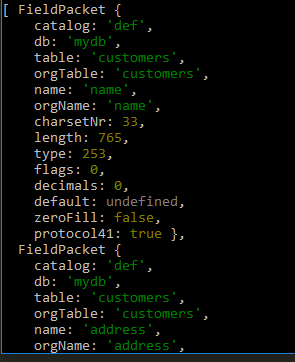 [ FieldPacket {
catalog: 'def',
db: 'mydb',
table: 'customers',
orgTable: 'customers',
name: 'name',
orgName: 'name',
charsetNr: 33,
length: 765,
type: 253,
flags: 0,
decimals: 0,
default: undefined,
zeroFill: false,
protocol41: true },
FieldPacket {
catalog: 'def',
db: 'mydb',
table: 'customers',
orgTable: 'customers',
name: 'address',
orgName: 'address',